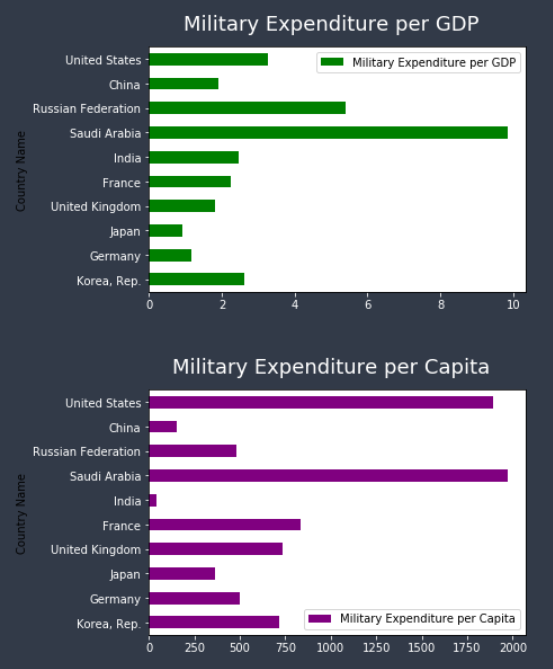 Military Expenditure per GDP
Military Expenditure per GDP
Country Name
United States
China
Russian Federation
Saudi Arabia
India
France
United Kingdom
Japan
Germany
Korea, Rep.
0 2 4 6 8 10
Military Expenditure per Capita
Country Name
United States
China
Russian Federation
Saudi Arabia
India
France
United Kingdom
Japan
Germany
Korea, Rep.
Military Expenditure per Capita
0 250 500 750 1000 1250 1500 1750 2000